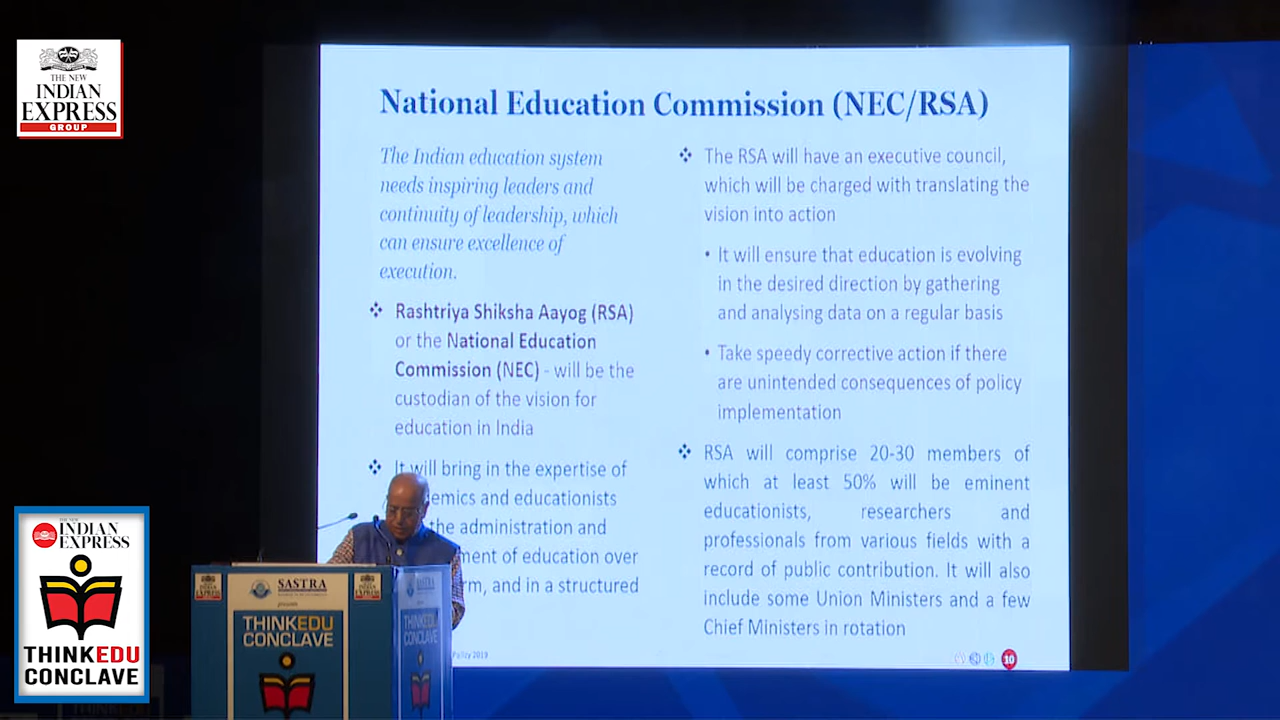 THE NEW
INDIAN
EXPRESS
GROUP
National Education Commission (NEC/RSA)
The Indian education system
needs inspiring leaders and
continuity of leadership, which
can ensure excellence of
execution.
❖ Rashtriya Shiksha Aayog (RSA)
or the National Education
Commission (NEC) - will be the
custodian of the vision for
education in India
❖ It will bring in the expertise of
emics and educationists
the administration and
ment of education over
rm, and in a structured
❖ The RSA will have an executive council,
which will be charged with translating the
vision into action
• It will ensure that education is evolving
in the desired direction by gathering
and analysing data on a regular basis
• Take speedy corrective action if there
are unintended consequences of policy
implementation
❖ RSA will comprise 20-30 members of
which at least 50% will be eminent
educationists, researchers and
professionals from various fields with a
record of public contribution. It will also
include some Union Ministers and a few
Chief Ministers in rotation
Policy 2019
10
INDIAN
EXPRESS
THINKEDU
CONCLAVE
SASTRA
presents
THINKEDU
CONCLAVE
SASTRA
THINKEDU
CONCLAVE